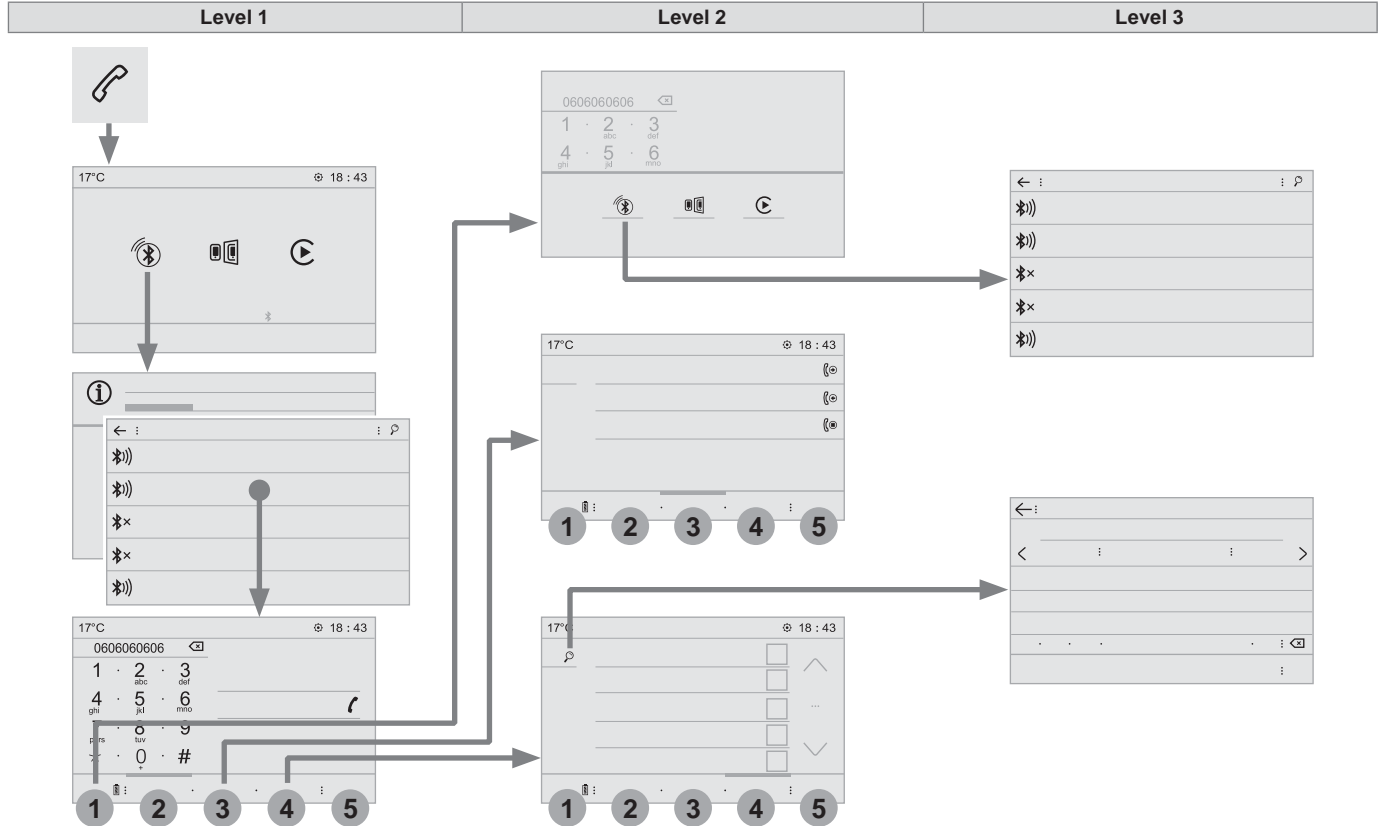 Level 1
Level 2
Level 3
17°C 18 : 43
0606060606
1 · 2 · 3
abc def
4 · 5 · 6
ghi jkl mno
17°C 18 : 43
0606060606
1 · 2 · 3
abc def
4 · 5 · 6
ghi jkl mno
8 · 9
tuv
· 0 · #
+
1 2 3 4 5
17°C 18 : 43
1 2 3 4 5
17°C 18 : 43
...
1 2 3 4 5